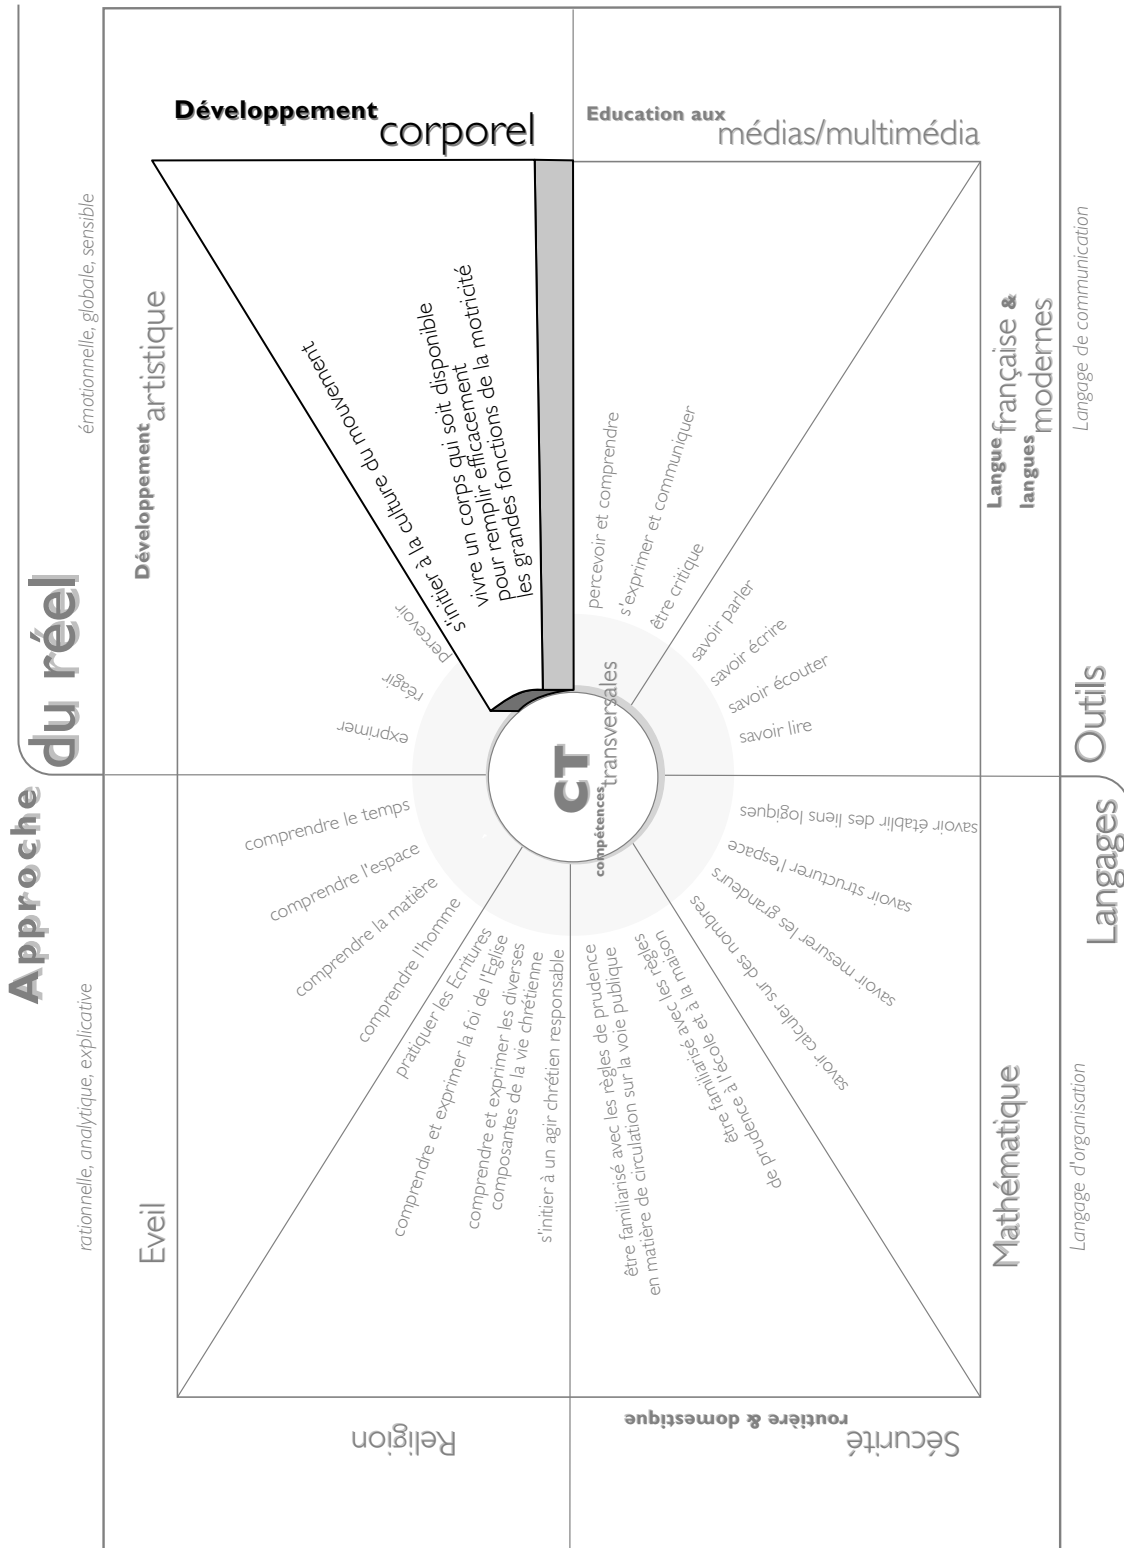 Développement
corporel
Education aux
médias/multimédia
émotionnelle, globale, sensible
Développement
artistique
s'initier à la culture du mouvement
vivre un corps qui soit disponible
pour remplir efficacement
les grandes fonctions de la motricité
percevoir et comprendre
s'exprimer et communiquer
être critique
Langue française &
langues modernes
Langage de communication
percevoir
réagir
exprimer
savoir parler
savoir écrire
savoir écouter
savoir lire
Approche
du réel
CT
compétences
transversales
Outils
Langages
comprendre le temps
comprendre l'espace
comprendre la matière
comprendre l'homme
savoir établir des liens logiques
savoir structurer l'espace
savoir mesurer les grandeurs
savoir calculer sur des nombres
rationnelle, analytique, explicative
Eveil
pratiquer les Ecritures
comprendre et exprimer la foi de l'Eglise
comprendre et exprimer les diverses
composantes de la vie chrétienne
s'initier à un agir chrétien responsable
être familiarisé avec les règles de prudence
en matière de circulation sur la voie publique
être familiarisé avec les règles
de prudence à l'école et à la maison
Mathématique
Langage d'organisation
Religion
Sécurité
routière & domestique